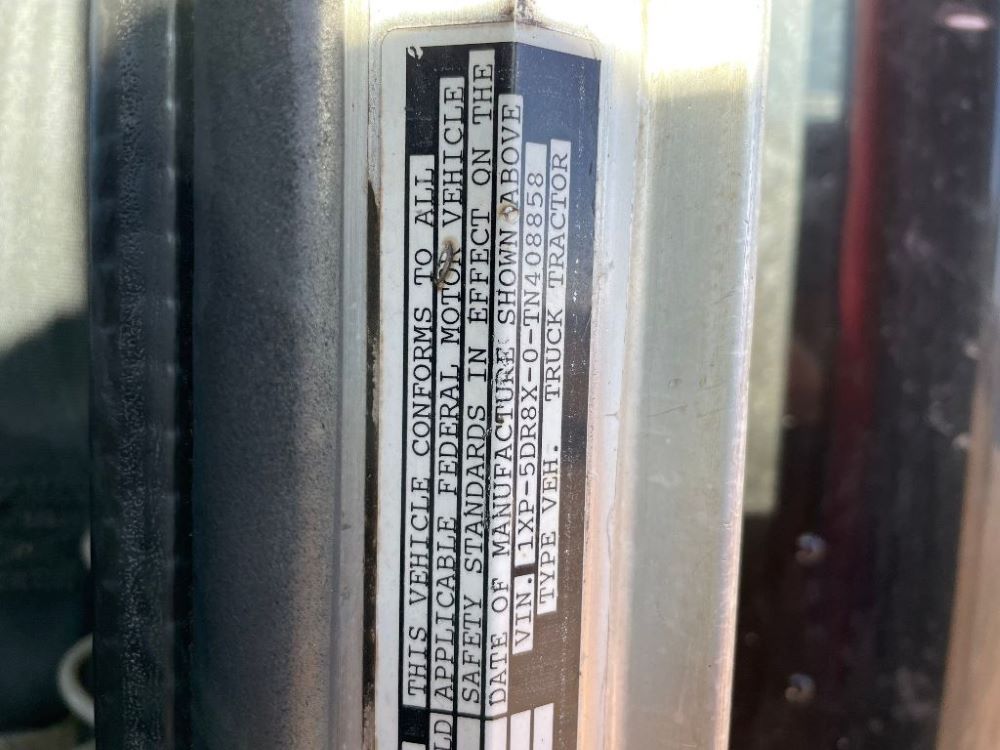 THIS VEHICLE CONFORMS TO ALL
LD APPLICABLE FEDERAL MOTOR VEHICLE
SAFETY STANDARDS IN EFFECT ON THE
DATE OF MANUFACTURE SHOWN ABOVE
VIN. 1XP-5DR8X-0-TN408858
TYPE VEH. TRUCK TRACTOR